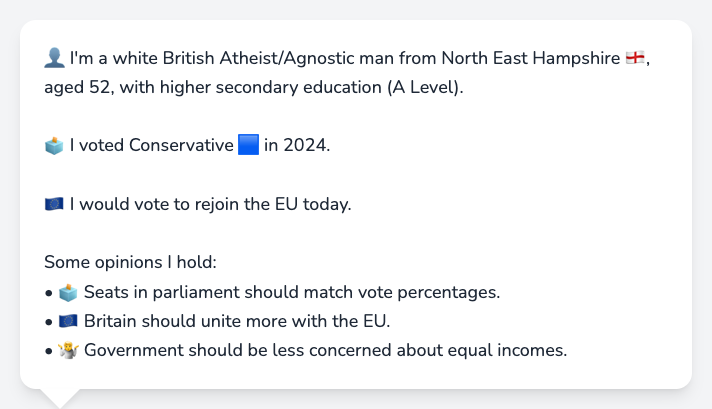 👤 I'm a white British Atheist/Agnostic man from North East Hampshire 🏴󠁧󠁢󠁥󠁮󠁧󠁿,
aged 52, with higher secondary education (A Level).
🗳️ I voted Conservative 🟦 in 2024.
🇪🇺 I would vote to rejoin the EU today.
Some opinions I hold:
• 🗳️ Seats in parliament should match vote percentages.
• 🇪🇺 Britain should unite more with the EU.
• 🤷 Government should be less concerned about equal incomes.